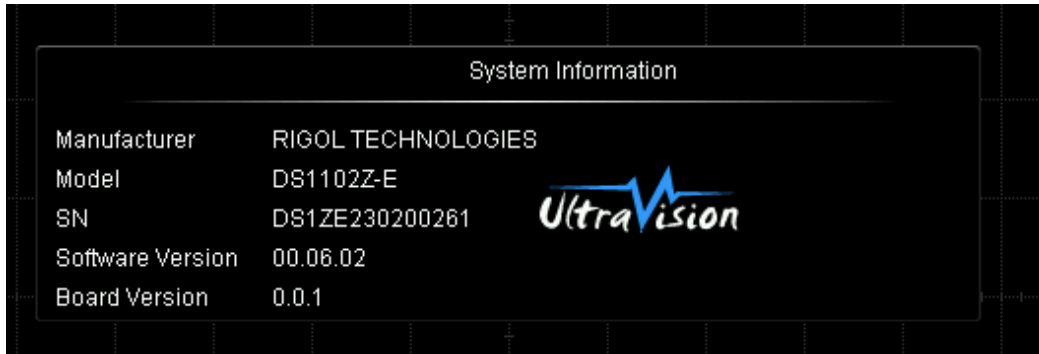 System Information
Manufacturer RIGOL TECHNOLOGIES
Model DS1102Z-E
SN DS1ZE230200261
UltraVision
Software Version 00.06.02
Board Version 0.0.1